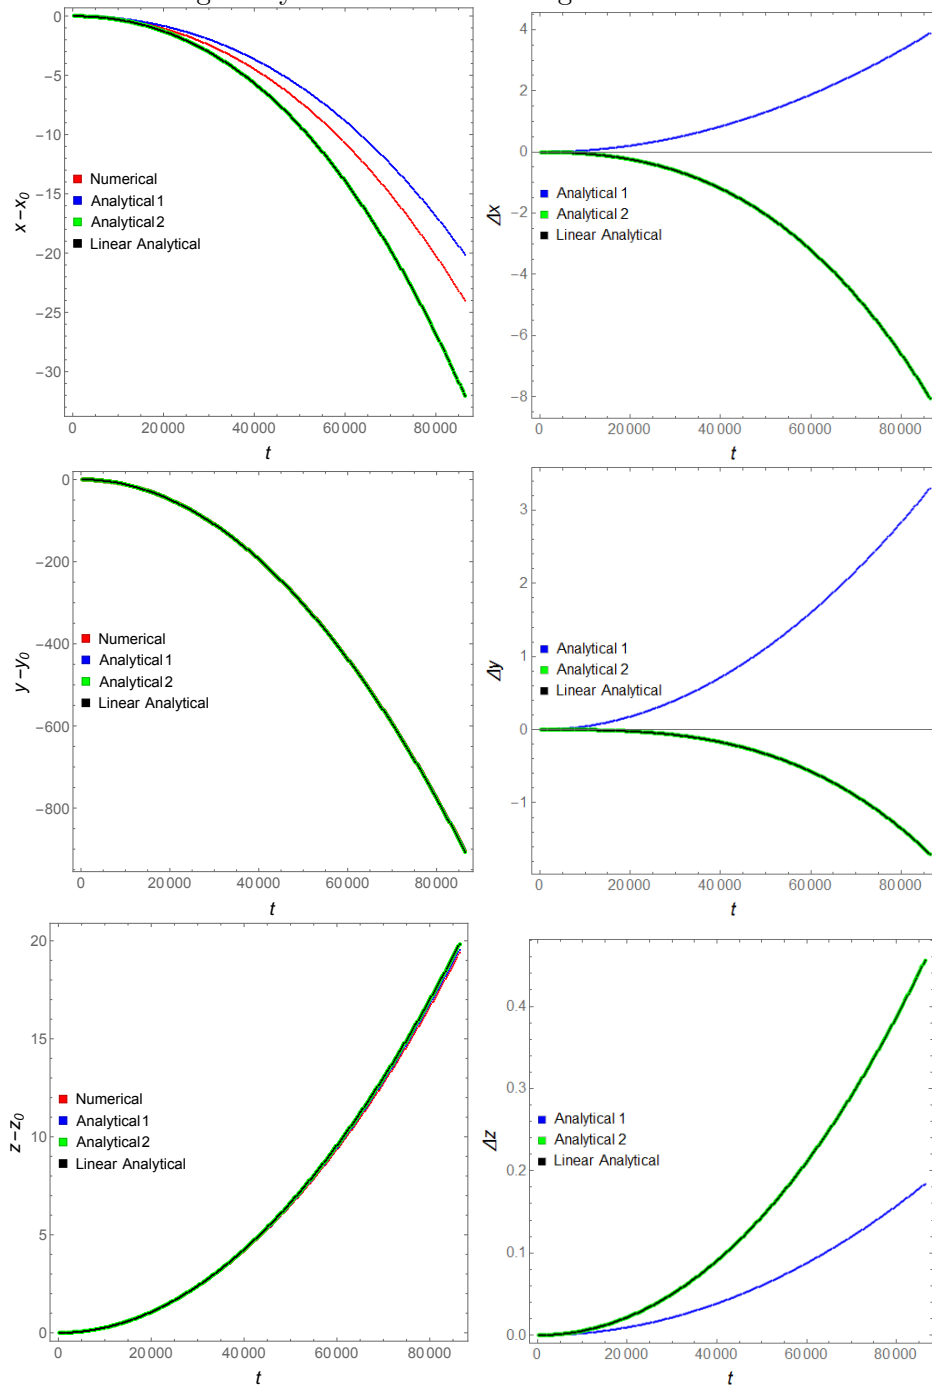 0
−5
−10
−15
−20
−25
−30
x−x0
Numerical
Analytical 1
Analytical 2
Linear Analytical
0 20000 40000 60000 80000
t
4
2
0
−2
−4
−6
−8
Δx
Analytical 1
Analytical 2
Linear Analytical
0 20000 40000 60000 80000
t
0
−200
−400
−600
−800
y−y0
Numerical
Analytical 1
Analytical 2
Linear Analytical
0 20000 40000 60000 80000
t
3
2
1
0
−1
Δy
Analytical 1
Analytical 2
Linear Analytical
0 20000 40000 60000 80000
t
20
15
10
5
0
z−z0
Numerical
Analytical 1
Analytical 2
Linear Analytical
0 20000 40000 60000 80000
t
0.4
0.3
0.2
0.1
0.0
Δz
Analytical 1
Analytical 2
Linear Analytical
0 20000 40000 60000 80000
t